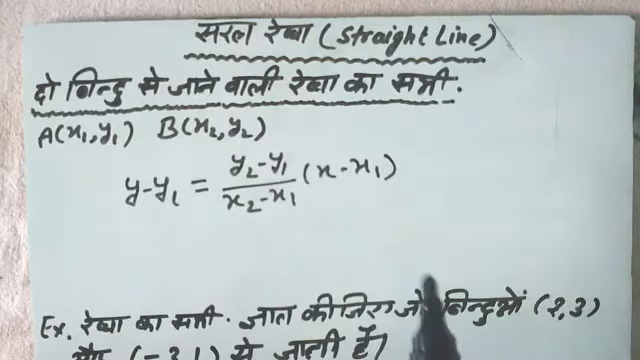 सरल रेखा (Straight Line)
दो बिन्दु से जाने वाली रेखा का समी.
A(x₁,y₁) B(x₂,y₂)
y-y₁ = \frac{y₂-y₁}{x₂-x₁} (x-x₁)
Ex. रेखा का समी. ज्ञात कीजिए जो बिन्दुओं (2,3)
और (-3,1) से जाती है।